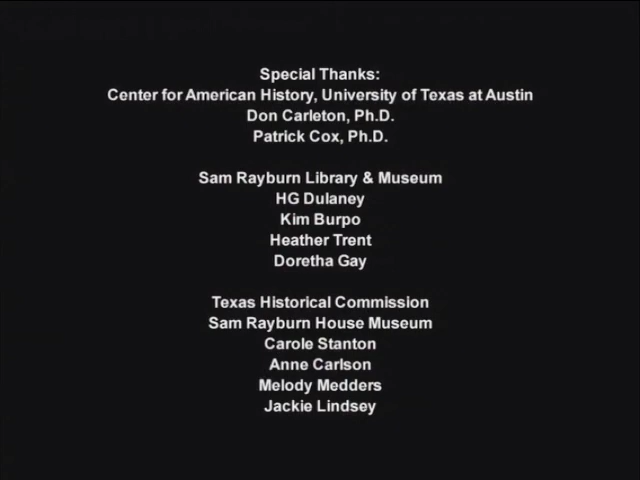 Special Thanks:
Center for American History, University of Texas at Austin
Don Carleton, Ph.D.
Patrick Cox, Ph.D.
Sam Rayburn Library & Museum
HG Dulaney
Kim Burpo
Heather Trent
Doretha Gay
Texas Historical Commission
Sam Rayburn House Museum
Carole Stanton
Anne Carlson
Melody Medders
Jackie Lindsey